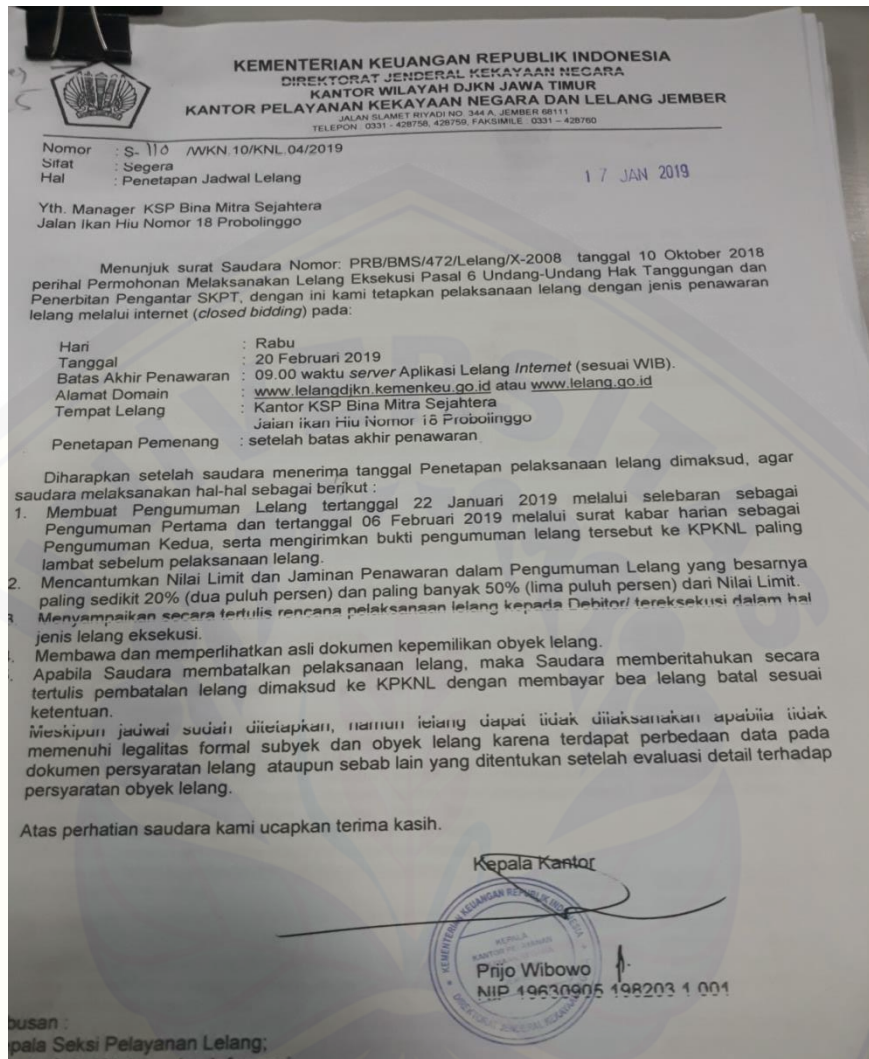 KEMENTERIAN KEUANGAN REPUBLIK INDONESIA
DIREKTORAT JENDERAL KEKAYAAN NEGARA
KANTOR WILAYAH DJKN JAWA TIMUR
KANTOR PELAYANAN KEKAYAAN NEGARA DAN LELANG JEMBER
JALAN SLAMET RIYADI NO. 344 A, JEMBER 68111
TELEPON : 0331 - 428758, 428759, FAKSIMILE : 0331 – 428760
Nomor : S- 110 /WKN.10/KNL.04/2019
Sifat : Segera
Hal : Penetapan Jadwal Lelang
17 JAN 2019
Yth. Manager KSP Bina Mitra Sejahtera
Jalan Ikan Hiu Nomor 18 Probolinggo
Menunjuk surat Saudara Nomor: PRB/BMS/472/Lelang/X-2008 tanggal 10 Oktober 2018
perihal Permohonan Melaksanakan Lelang Eksekusi Pasal 6 Undang-Undang Hak Tanggungan dan
Penerbitan Pengantar SKPT, dengan ini kami tetapkan pelaksanaan lelang dengan jenis penawaran
lelang melalui internet (closed bidding) pada:
Hari : Rabu
Tanggal : 20 Februari 2019
Batas Akhir Penawaran : 09.00 waktu server Aplikasi Lelang Internet (sesuai WIB).
Alamat Domain : www.lelangdjkn.kemenkeu.go.id atau www.lelang.go.id
Tempat Lelang : Kantor KSP Bina Mitra Sejahtera
Jalan Ikan Hiu Nomor 18 Probolinggo
Penetapan Pemenang : setelah batas akhir penawaran
Diharapkan setelah saudara menerima tanggal Penetapan pelaksanaan lelang dimaksud, agar
saudara melaksanakan hal-hal sebagai berikut :
1. Membuat Pengumuman Lelang tertanggal 22 Januari 2019 melalui selebaran sebagai
Pengumuman Pertama dan tertanggal 06 Februari 2019 melalui surat kabar harian sebagai
Pengumuman Kedua, serta mengirimkan bukti pengumuman lelang tersebut ke KPKNL paling
lambat sebelum pelaksanaan lelang.
2. Mencantumkan Nilai Limit dan Jaminan Penawaran dalam Pengumuman Lelang yang besarnya
paling sedikit 20% (dua puluh persen) dan paling banyak 50% (lima puluh persen) dari Nilai Limit.
3 Menyampaikan secara tertulis rencana pelaksanaan lelang kepada Debitor/ tereksekusi dalam hal
jenis lelang eksekusi.
Membawa dan memperlihatkan asli dokumen kepemilikan obyek lelang.
Apabila Saudara membatalkan pelaksanaan lelang, maka Saudara memberitahukan secara
tertulis pembatalan lelang dimaksud ke KPKNL dengan membayar bea lelang batal sesuai
ketentuan.
Meskipun jadwal sudah ditetapkan, namun lelang dapat tidak dilaksanakan apabila tidak
memenuhi legalitas formal subyek dan obyek lelang karena terdapat perbedaan data pada
dokumen persyaratan lelang ataupun sebab lain yang ditentukan setelah evaluasi detail terhadap
persyaratan obyek lelang.
Atas perhatian saudara kami ucapkan terima kasih.
Kepala Kantor
Prijo Wibowo
NIP 19630905 198203 1 001
busan :
pala Seksi Pelayanan Lelang;